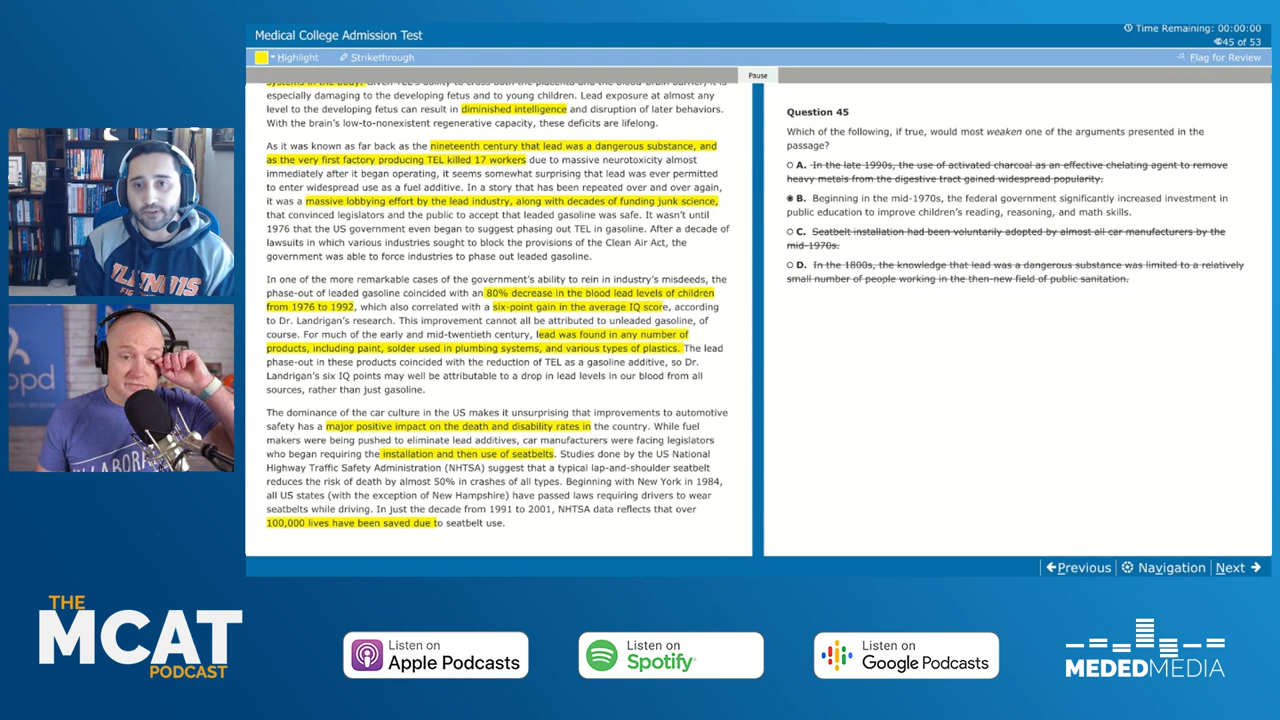 Medical College Admission Test
Time Remaining: 00:00:00
45 of 53
Highlight
Strikethrough
Flag for Review
Pause
systems in the body. Given TEL's ability to cross
especially damaging to the developing fetus and to young children. Lead exposure at almost any
level to the developing fetus can result in diminished intelligence and disruption of later behaviors.
With the brain's low-to-nonexistent regenerative capacity, these deficits are lifelong.
As it was known as far back as the nineteenth century that lead was a dangerous substance, and
as the very first factory producing TEL killed 17 workers due to massive neurotoxicity almost
immediately after it began operating, it seems somewhat surprising that lead was ever permitted
to enter widespread use as a fuel additive. In a story that has been repeated over and over again,
it was a massive lobbying effort by the lead industry, along with decades of funding junk science,
that convinced legislators and the public to accept that leaded gasoline was safe. It wasn't until
1976 that the US government even began to suggest phasing out TEL in gasoline. After a decade of
lawsuits in which various industries sought to block the provisions of the Clean Air Act, the
government was able to force industries to phase out leaded gasoline.
In one of the more remarkable cases of the government's ability to rein in industry's misdeeds, the
phase-out of leaded gasoline coincided with an 80% decrease in the blood lead levels of children
from 1976 to 1992, which also correlated with a six-point gain in the average IQ score, according
to Dr. Landrigan's research. This improvement cannot all be attributed to unleaded gasoline, of
course. For much of the early and mid-twentieth century, lead was found in any number of
products, including paint, solder used in plumbing systems, and various types of plastics. The lead
phase-out in these products coincided with the reduction of TEL as a gasoline additive, so Dr.
Landrigan's six IQ points may well be attributable to a drop in lead levels in our blood from all
sources, rather than just gasoline.
The dominance of the car culture in the US makes it unsurprising that improvements to automotive
safety has a major positive impact on the death and disability rates in the country. While fuel
makers were being pushed to eliminate lead additives, car manufacturers were facing legislators
who began requiring the installation and then use of seatbelts. Studies done by the US National
Highway Traffic Safety Administration (NHTSA) suggest that a typical lap-and-shoulder seatbelt
reduces the risk of death by almost 50% in crashes of all types. Beginning with New York in 1984,
all US states (with the exception of New Hampshire) have passed laws requiring drivers to wear
seatbelts while driving. In just the decade from 1991 to 2001, NHTSA data reflects that over
100,000 lives have been saved due to seatbelt use.
Question 45
Which of the following, if true, would most weaken one of the arguments presented in the
passage?
A. In the late 1990s, the use of activated charcoal as an effective chelating agent to remove
heavy metals from the digestive tract gained widespread popularity.
B. Beginning in the mid-1970s, the federal government significantly increased investment in
public education to improve children's reading, reasoning, and math skills.
C. Seatbelt installation had been voluntarily adopted by almost all car manufacturers by the
mid-1970s.
D. In the 1800s, the knowledge that lead was a dangerous substance was limited to a relatively
small number of people working in the then-new field of public sanitation.
Previous
Navigation
Next
THE
MCAT
PODCAST
Listen on
Apple Podcasts
Listen on
Spotify
Listen on
Google Podcasts
MEDEDMEDIA